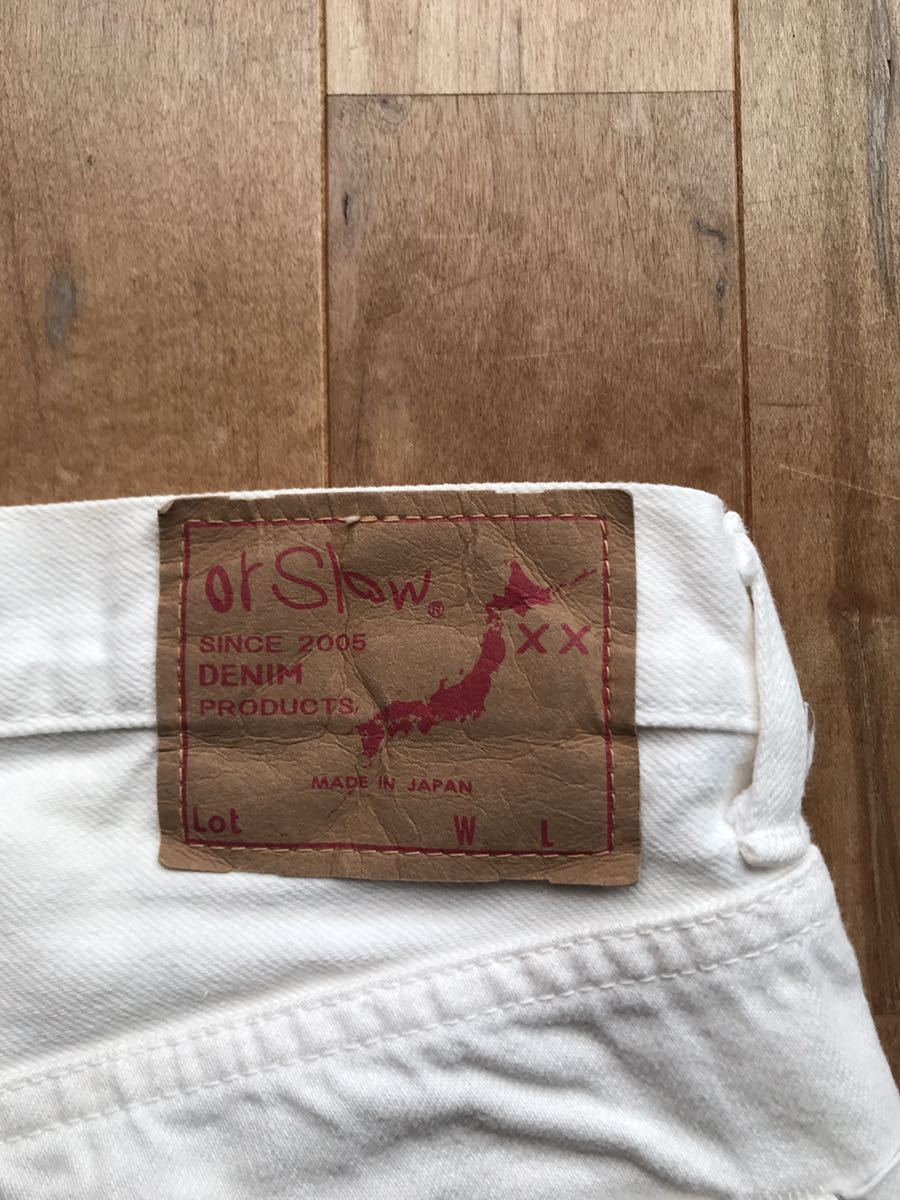 orSlow®
SINCE 2005
XX
DENIM
PRODUCTS.
MADE IN JAPAN
Lot W L